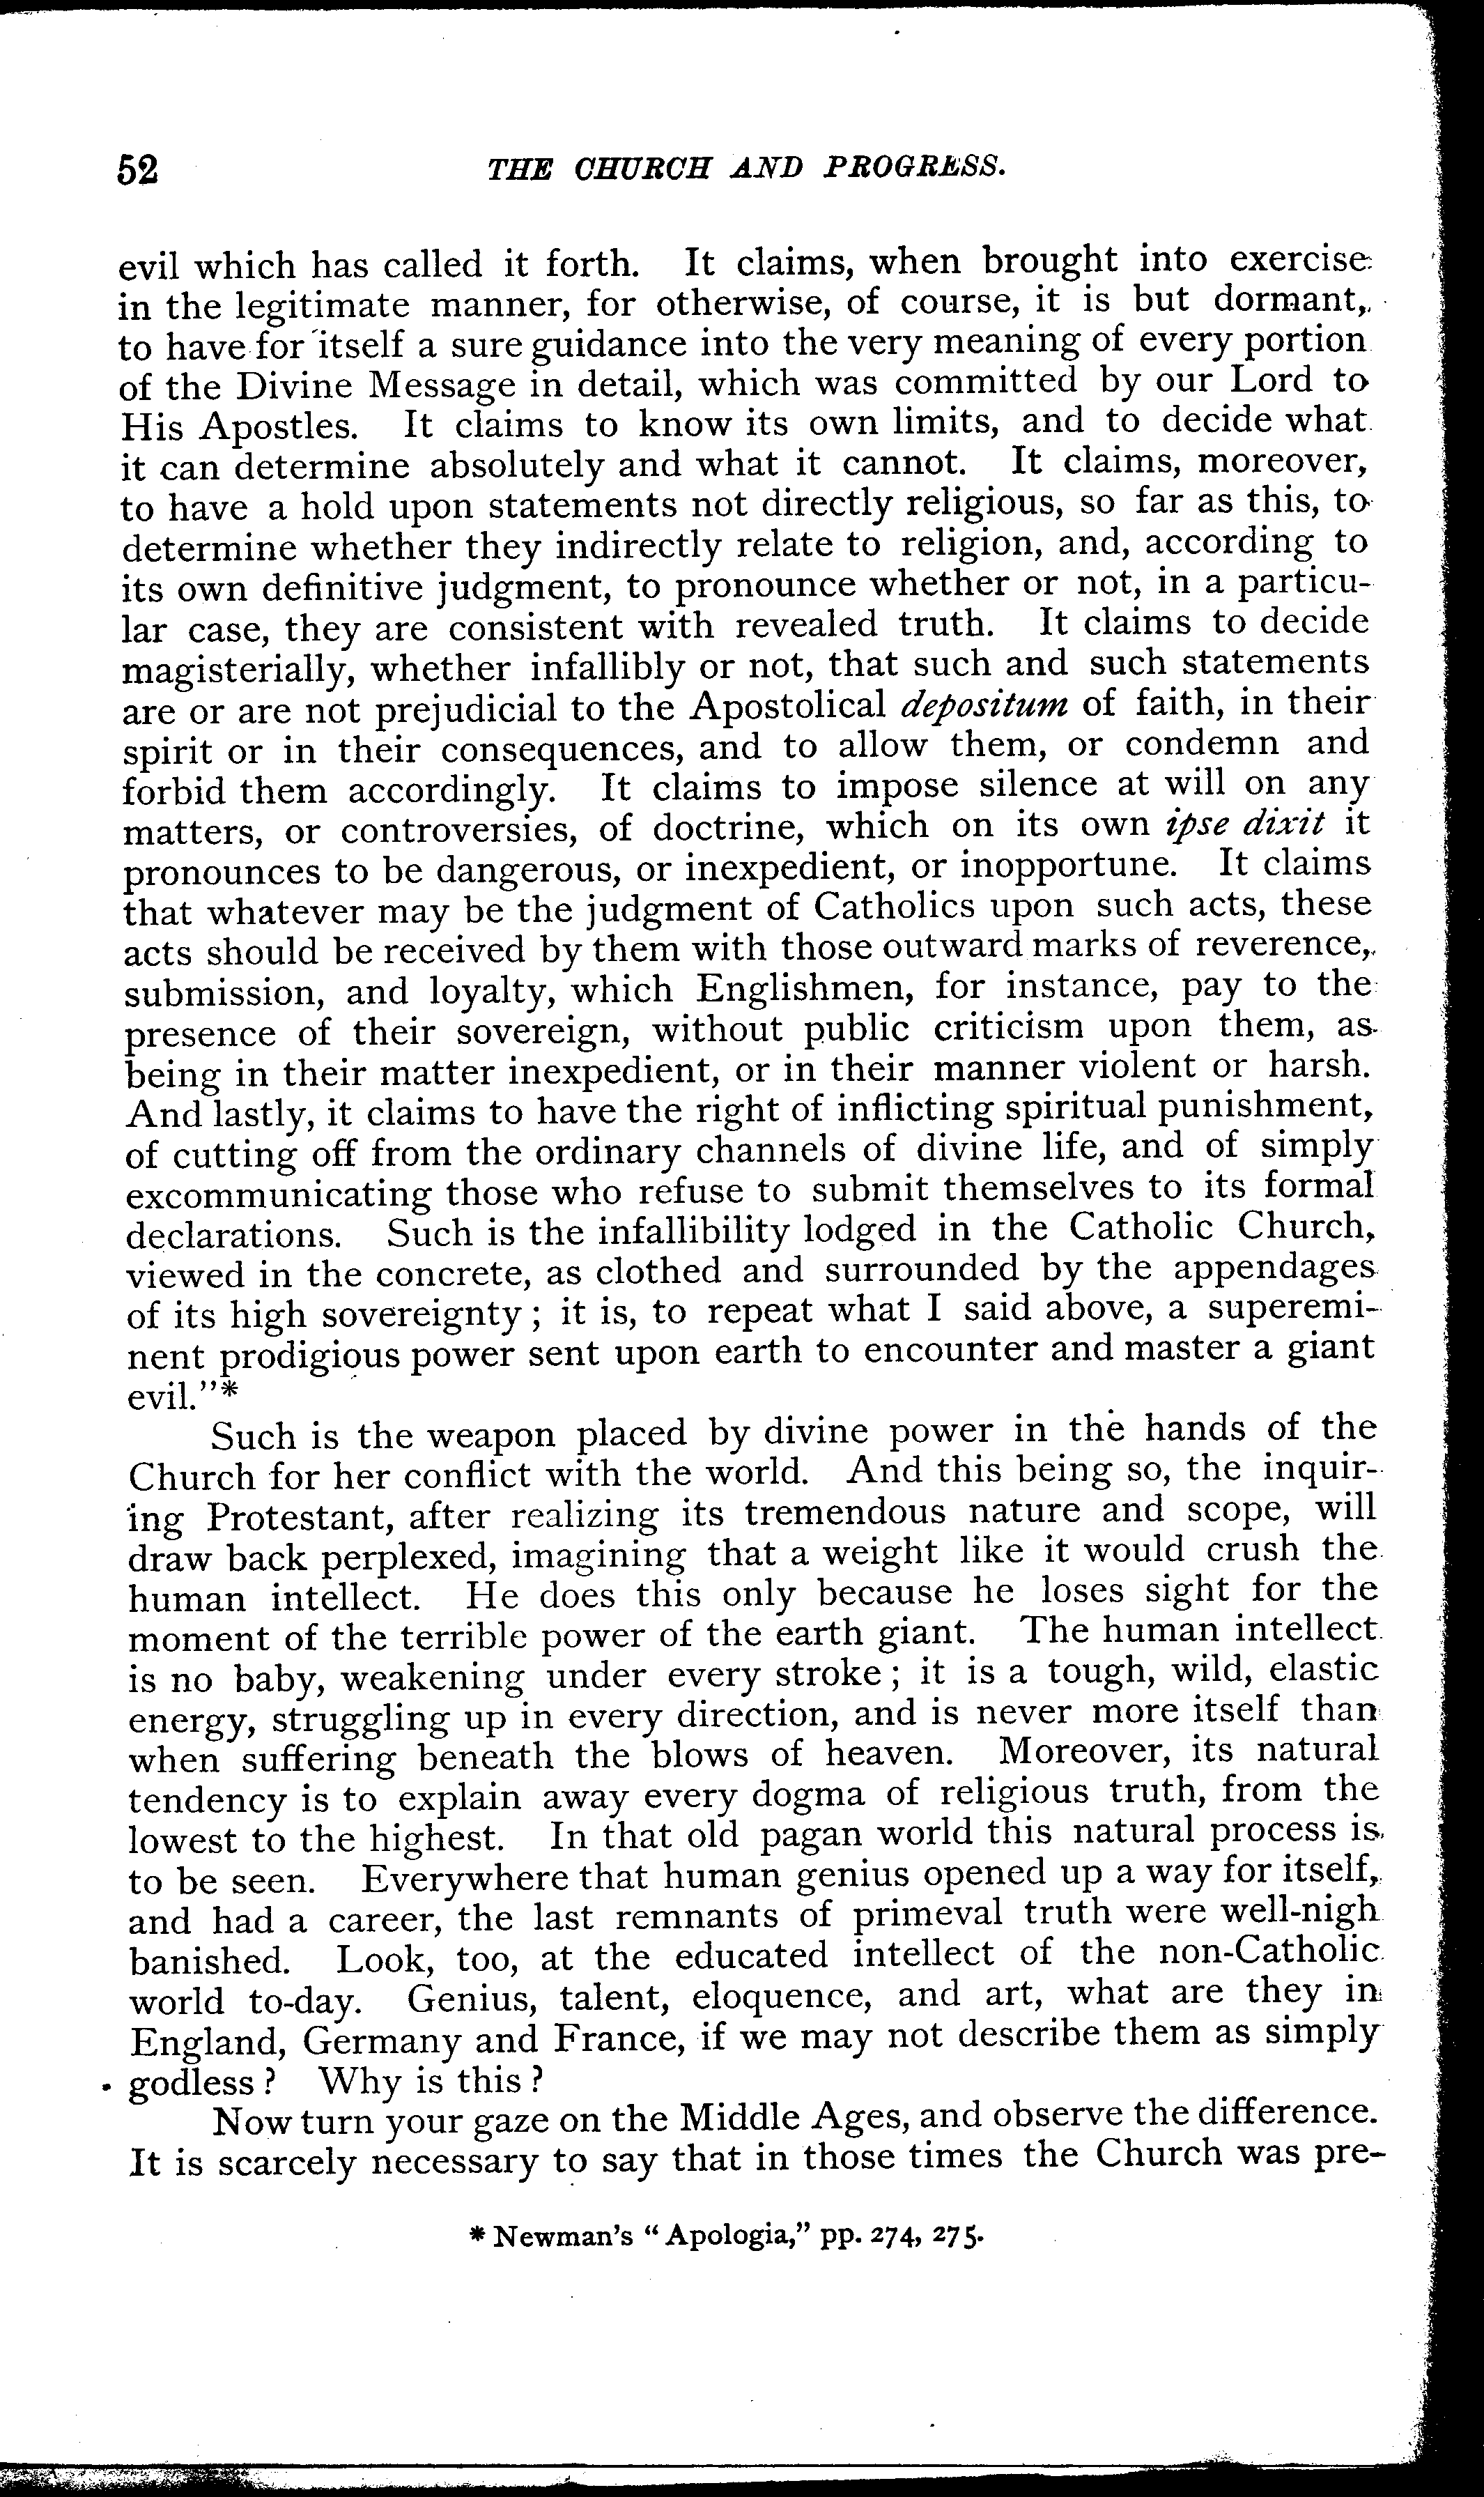 52 THE CHURCH AND PROGRESS.
evil which has called it forth. It claims, when brought into exercise
in the legitimate manner, for otherwise, of course, it is but dormant,
to have for itself a sure guidance into the very meaning of every portion
of the Divine Message in detail, which was committed by our Lord to
His Apostles. It claims to know its own limits, and to decide what
it can determine absolutely and what it cannot. It claims, moreover,
to have a hold upon statements not directly religious, so far as this, to
determine whether they indirectly relate to religion, and, according to
its own definitive judgment, to pronounce whether or not, in a particu-
lar case, they are consistent with revealed truth. It claims to decide
magisterially, whether infallibly or not, that such and such statements
are or are not prejudicial to the Apostolical depositum of faith, in their
spirit or in their consequences, and to allow them, or condemn and
forbid them accordingly. It claims to impose silence at will on any
matters, or controversies, of doctrine, which on its own ipse dixit it
pronounces to be dangerous, or inexpedient, or inopportune. It claims
that whatever may be the judgment of Catholics upon such acts, these
acts should be received by them with those outward marks of reverence,
submission, and loyalty, which Englishmen, for instance, pay to the
presence of their sovereign, without public criticism upon them, as
being in their matter inexpedient, or in their manner violent or harsh.
And lastly, it claims to have the right of inflicting spiritual punishment,
of cutting off from the ordinary channels of divine life, and of simply
excommunicating those who refuse to submit themselves to its formal
declarations. Such is the infallibility lodged in the Catholic Church,
viewed in the concrete, as clothed and surrounded by the appendages
of its high sovereignty ; it is, to repeat what I said above, a superemi-
nent prodigious power sent upon earth to encounter and master a giant
evil."*
Such is the weapon placed by divine power in the hands of the
Church for her conflict with the world. And this being so, the inquir-
ing Protestant, after realizing its tremendous nature and scope, will
draw back perplexed, imagining that a weight like it would crush the
human intellect. He does this only because he loses sight for the
moment of the terrible power of the earth giant. The human intellect
is no baby, weakening under every stroke ; it is a tough, wild, elastic
energy, struggling up in every direction, and is never more itself than
when suffering beneath the blows of heaven. Moreover, its natural
tendency is to explain away every dogma of religious truth, from the
lowest to the highest. In that old pagan world this natural process is
to be seen. Everywhere that human genius opened up a way for itself,
and had a career, the last remnants of primeval truth were well-nigh
banished. Look, too, at the educated intellect of the non-Catholic
world to-day. Genius, talent, eloquence, and art, what are they in
England, Germany and France, if we may not describe them as simply
godless ? Why is this ?
Now turn your gaze on the Middle Ages, and observe the difference.
It is scarcely necessary to say that in those times the Church was pre-
* Newman's "Apologia," pp. 274, 275.